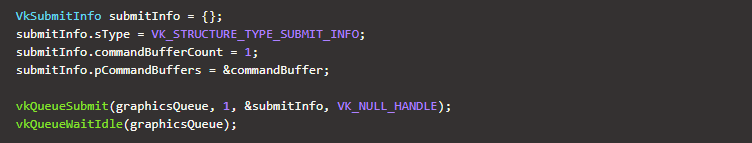 VkSubmitInfo submitInfo = {};
submitInfo.sType = VK_STRUCTURE_TYPE_SUBMIT_INFO;
submitInfo.commandBufferCount = 1;
submitInfo.pCommandBuffers = &commandBuffer;

vkQueueSubmit(graphicsQueue, 1, &submitInfo, VK_NULL_HANDLE);
vkQueueWaitIdle(graphicsQueue);